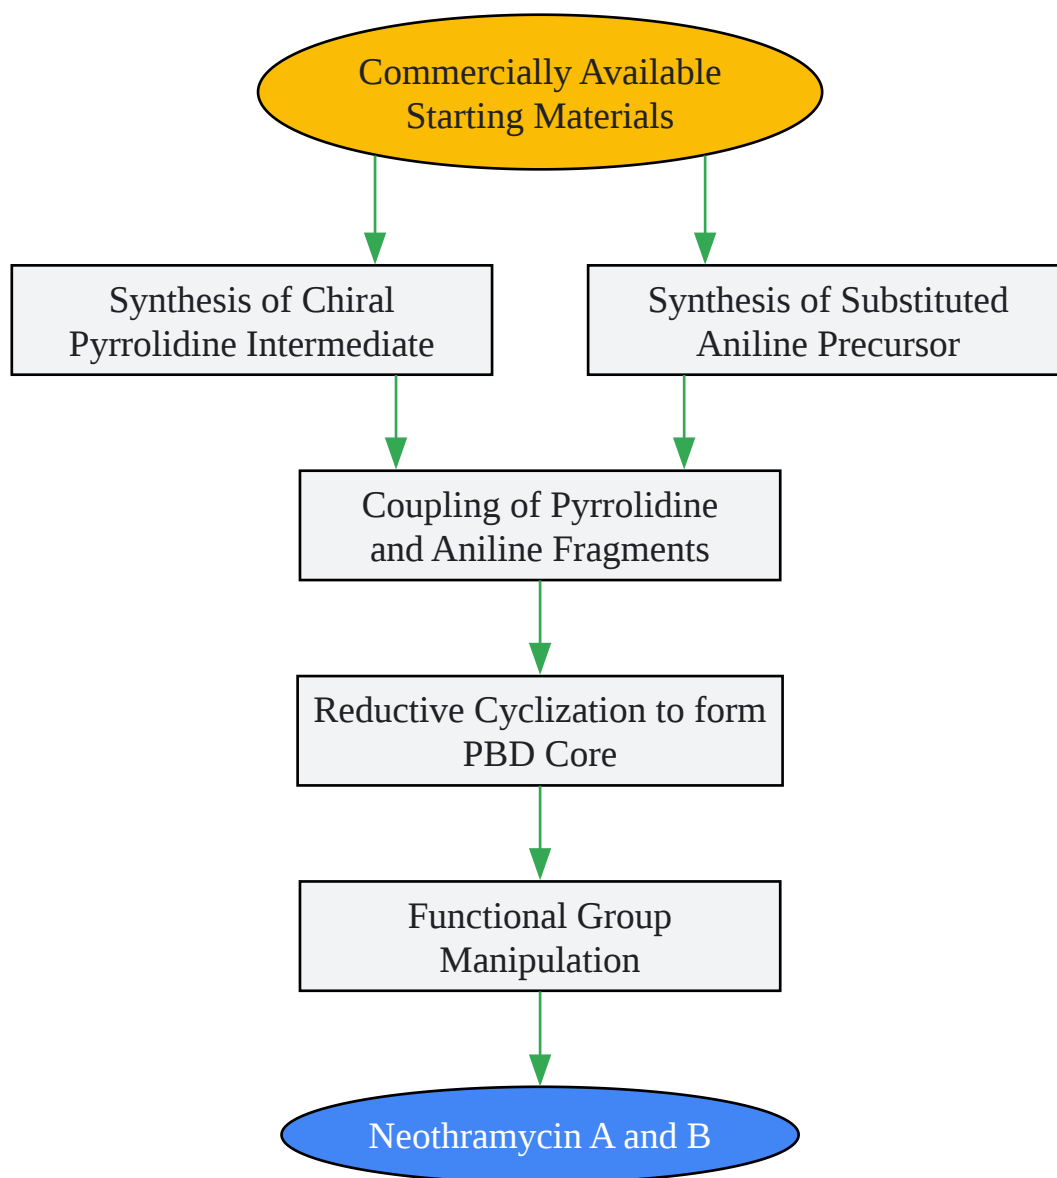 Commercially Available
Starting Materials
Synthesis of Chiral
Pyrrolidine Intermediate
Synthesis of Substituted
Aniline Precursor
Coupling of Pyrrolidine
and Aniline Fragments
Reductive Cyclization to form
PBD Core
Functional Group
Manipulation
Neothramycin A and B